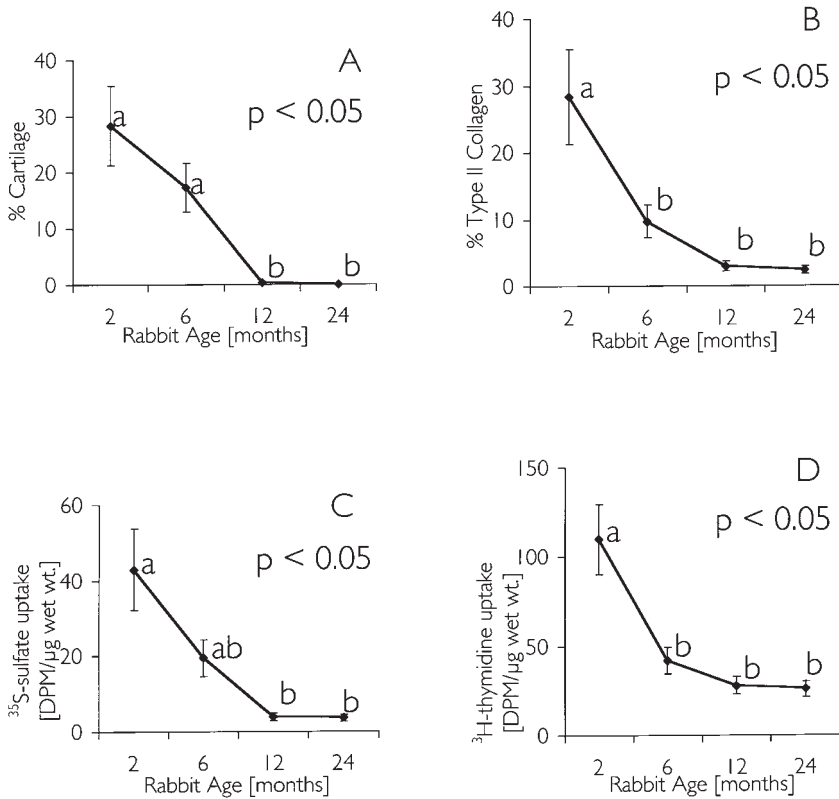 A
p < 0.05
% Cartilage
40
30
20
10
0
a
a
b
b
2 6 12 24
Rabbit Age [months]
B
p < 0.05
% Type II Collagen
40
30
20
10
0
a
b
b
b
2 6 12 24
Rabbit Age [months]
C
p < 0.05
³⁵S-sulfate uptake
[DPM/µg wet wt.]
60
40
20
0
a
ab
b
b
2 6 12 24
Rabbit Age [months]
D
p < 0.05
³H-thymidine uptake
[DPM/µg wet wt.]
150
100
50
0
a
b
b
b
2 6 12 24
Rabbit Age [months]